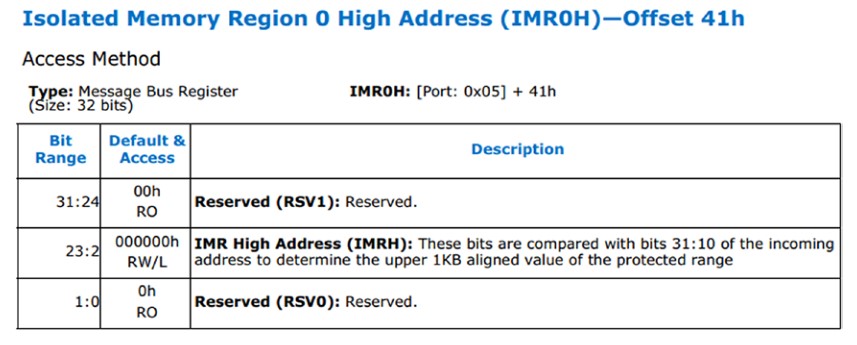 Isolated Memory Region 0 High Address (IMR0H)—Offset 41h
Access Method
Type: Message Bus Register
(Size: 32 bits)
IMR0H: [Port: 0x05] + 41h
Bit
Range
Default &
Access
Description
31:24
00h
RO
Reserved (RSV1): Reserved.
23:2
000000h
RW/L
IMR High Address (IMRH): These bits are compared with bits 31:10 of the incoming
address to determine the upper 1KB aligned value of the protected range
1:0
0h
RO
Reserved (RSV0): Reserved.